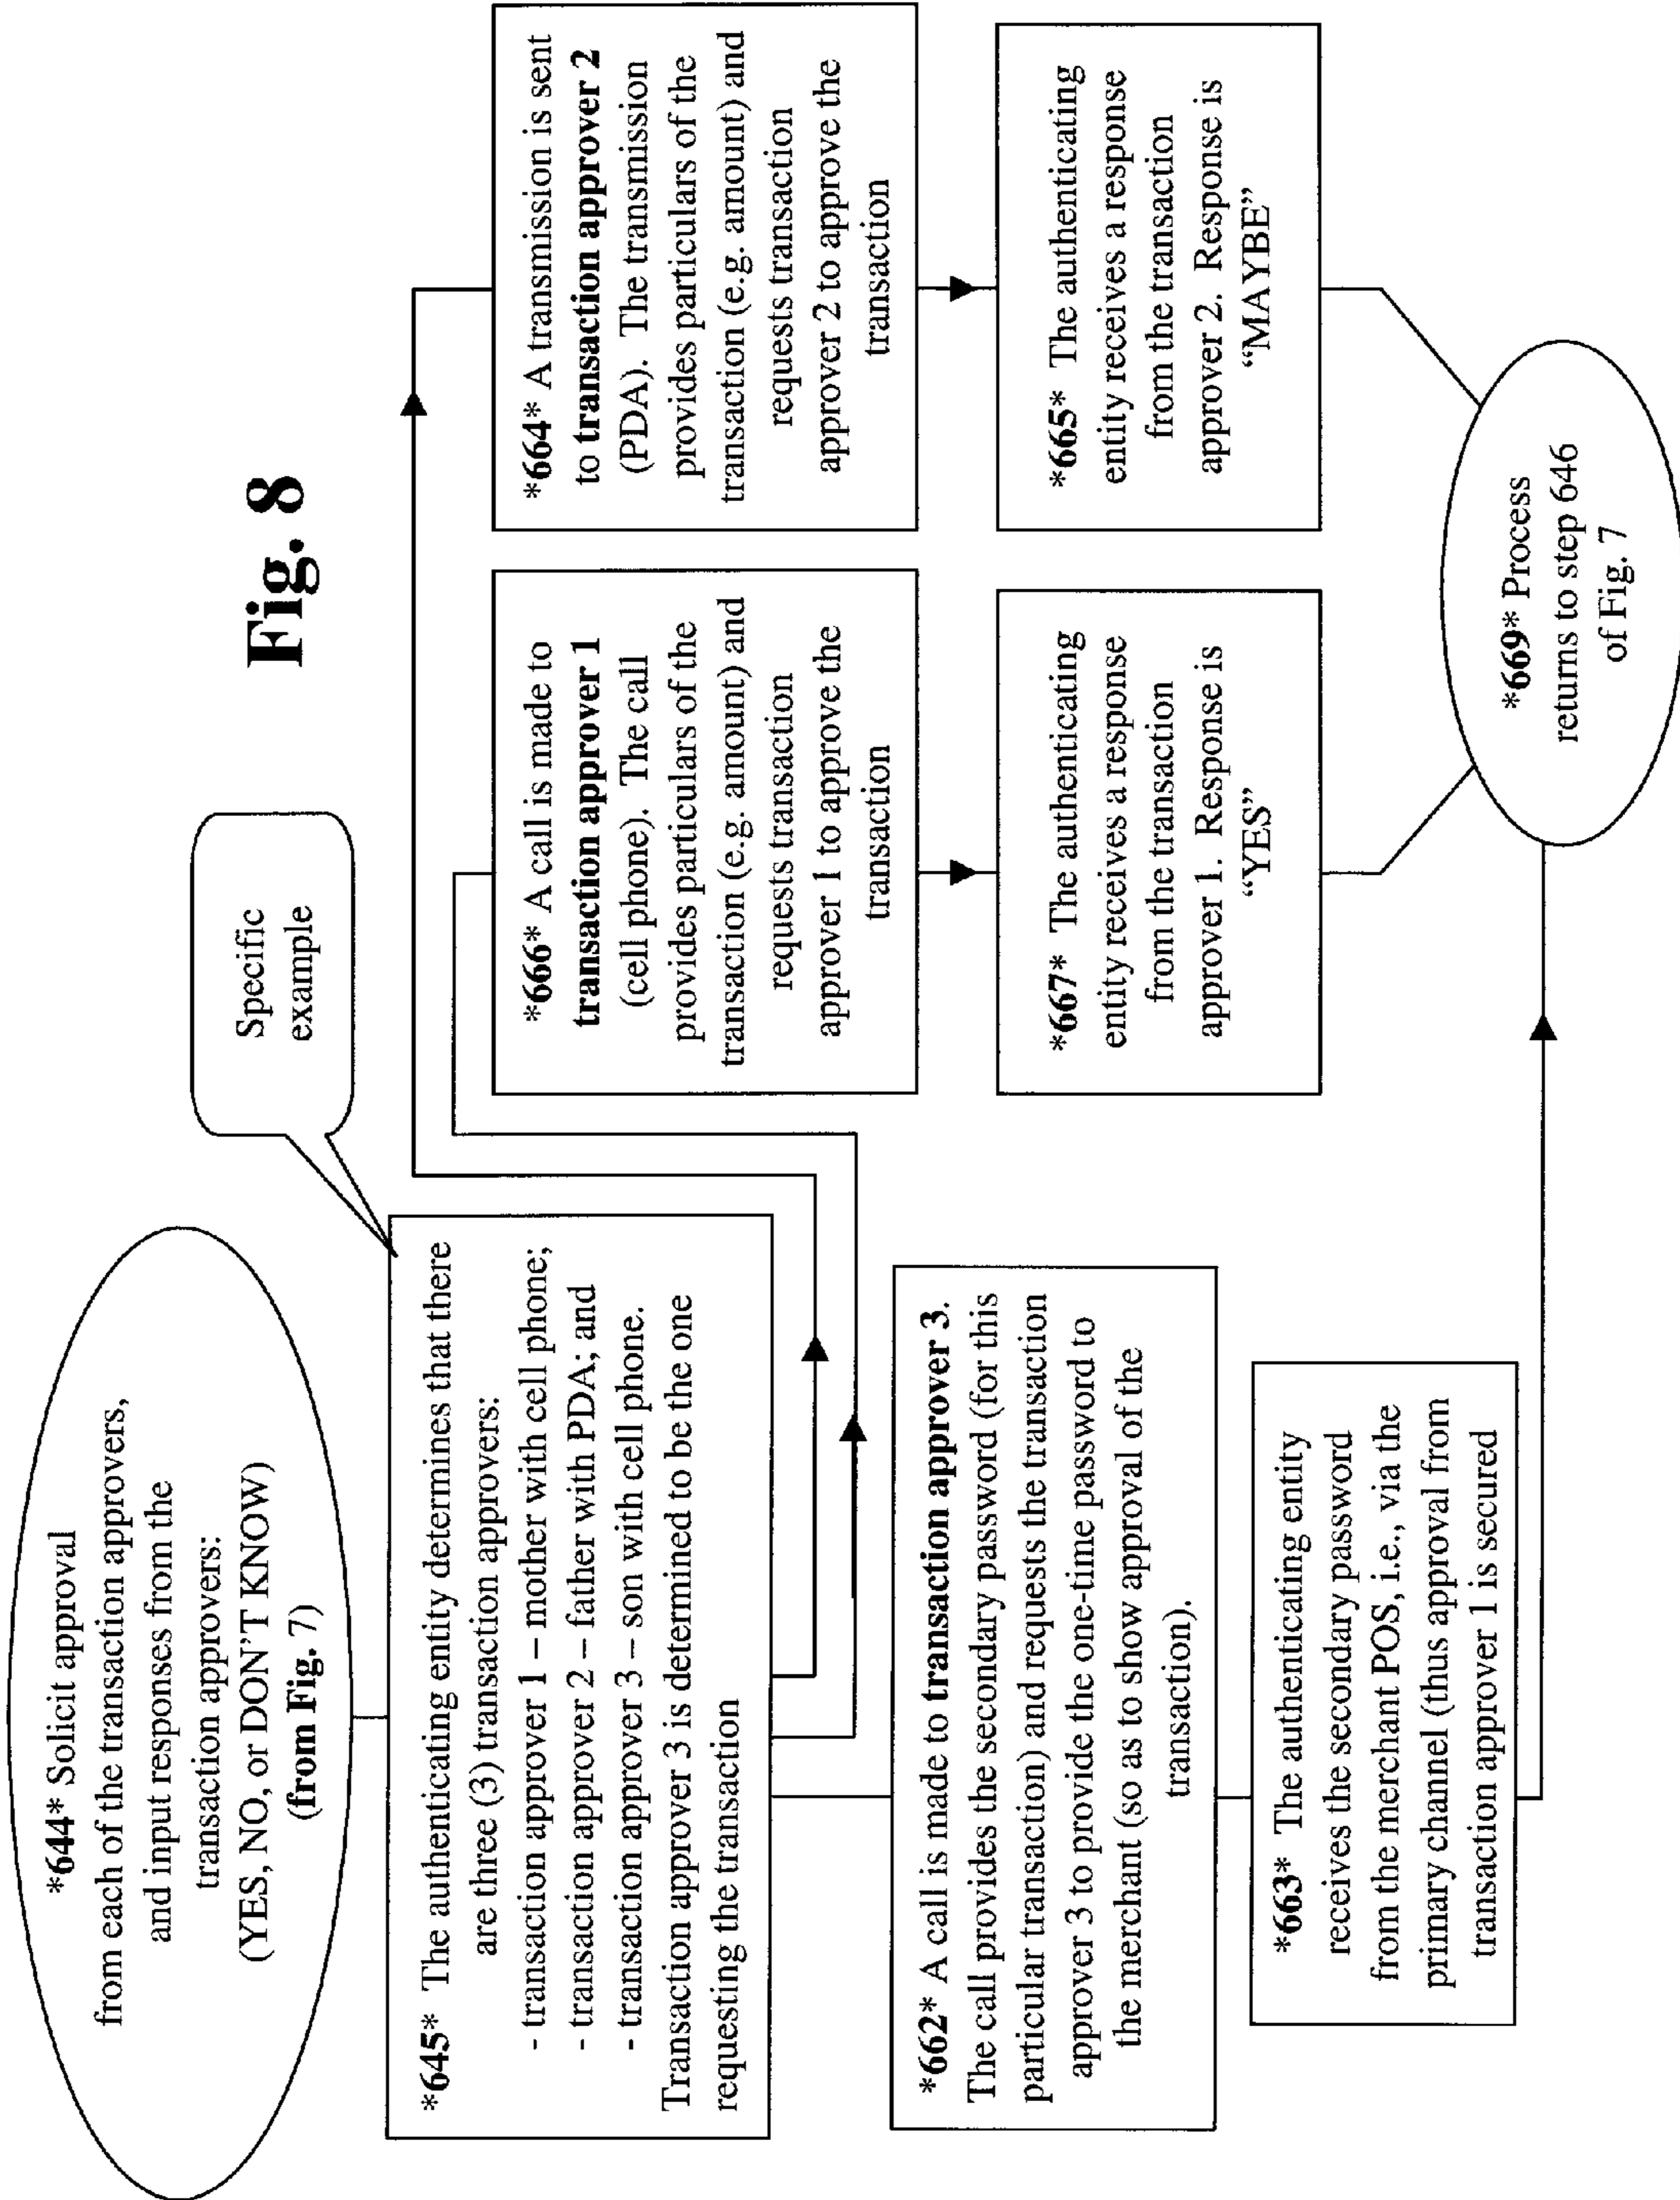 Fig. 8
*644* Solicit approval
from each of the transaction approvers,
and input responses from the
transaction approvers:
(YES, NO, or DON'T KNOW)
(from Fig. 7)
Specific
example
*645* The authenticating entity determines that there
are three (3) transaction approvers:
- transaction approver 1 – mother with cell phone;
- transaction approver 2 – father with PDA; and
- transaction approver 3 – son with cell phone.
Transaction approver 3 is determined to be the one
requesting the transaction
*662* A call is made to transaction approver 3.
The call provides the secondary password (for this
particular transaction) and requests the transaction
approver 3 to provide the one-time password to
the merchant (so as to show approval of the
transaction).
*663* The authenticating entity
receives the secondary password
from the merchant POS, i.e., via the
primary channel (thus approval from
transaction approver 1 is secured
*666* A call is made to
transaction approver 1
(cell phone). The call
provides particulars of the
transaction (e.g. amount) and
requests transaction
approver 1 to approve the
transaction
*667* The authenticating
entity receives a response
from the transaction
approver 1. Response is
“YES”
*664* A transmission is sent
to transaction approver 2
(PDA). The transmission
provides particulars of the
transaction (e.g. amount) and
requests transaction
approver 2 to approve the
transaction
*665* The authenticating
entity receives a response
from the transaction
approver 2. Response is
“MAYBE”
*669* Process
returns to step 646
of Fig. 7